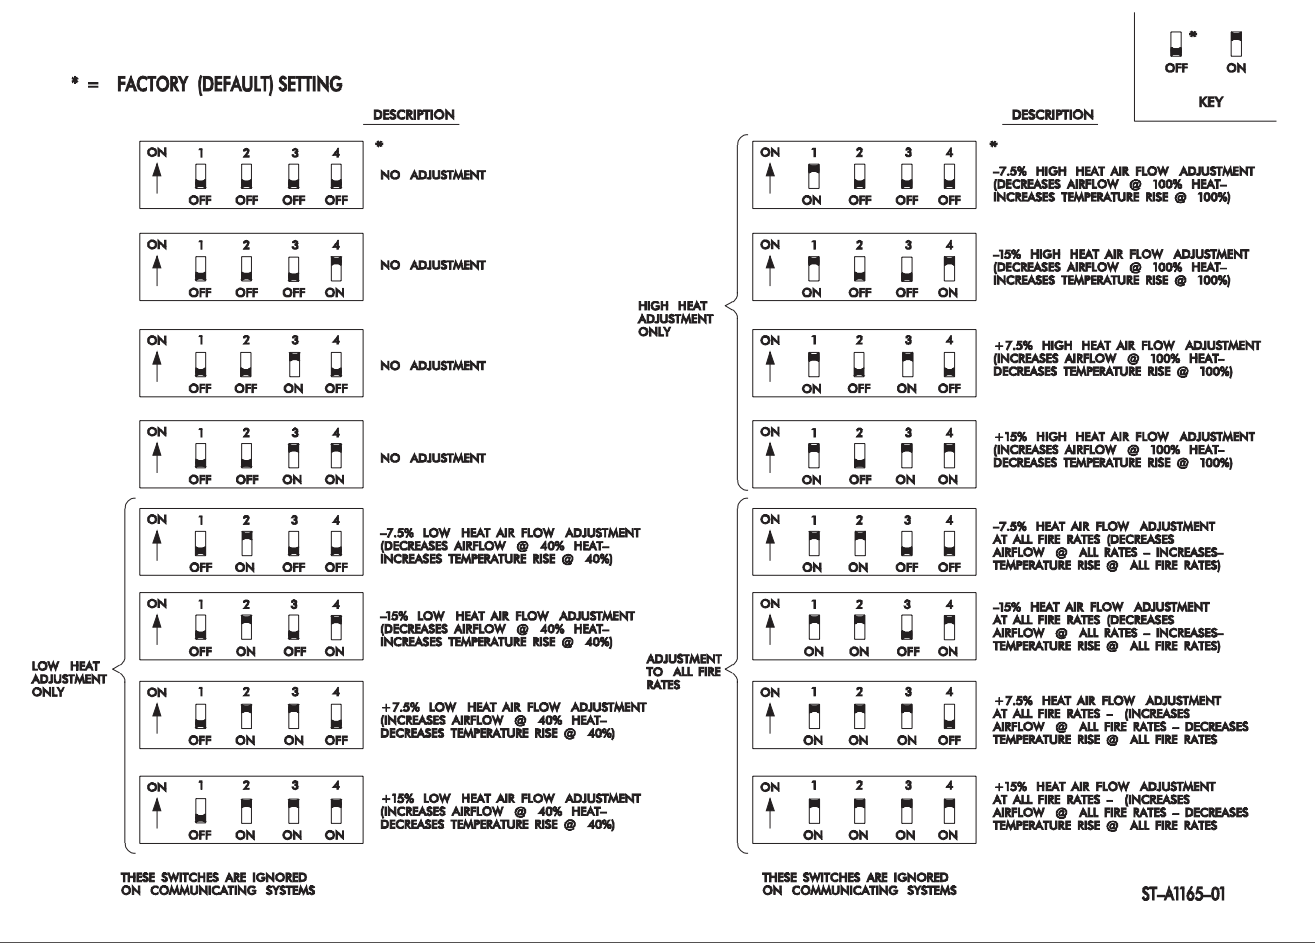 * = FACTORY (DEFAULT) SETTING
OFF * ON
KEY
DESCRIPTION
ON 1 2 3 4 *
OFF OFF OFF OFF
NO ADJUSTMENT
ON 1 2 3 4
OFF OFF OFF ON
NO ADJUSTMENT
ON 1 2 3 4
OFF OFF ON OFF
NO ADJUSTMENT
ON 1 2 3 4
OFF OFF ON ON
NO ADJUSTMENT
LOW HEAT
ADJUSTMENT
ONLY
ON 1 2 3 4
OFF ON OFF OFF
–7.5% LOW HEAT AIR FLOW ADJUSTMENT
(DECREASES AIRFLOW @ 40% HEAT–
INCREASES TEMPERATURE RISE @ 40%)
ON 1 2 3 4
OFF ON OFF ON
–15% LOW HEAT AIR FLOW ADJUSTMENT
(DECREASES AIRFLOW @ 40% HEAT–
INCREASES TEMPERATURE RISE @ 40%)
ON 1 2 3 4
OFF ON ON OFF
+7.5% LOW HEAT AIR FLOW ADJUSTMENT
(INCREASES AIRFLOW @ 40% HEAT–
DECREASES TEMPERATURE RISE @ 40%)
ON 1 2 3 4
OFF ON ON ON
+15% LOW HEAT AIR FLOW ADJUSTMENT
(INCREASES AIRFLOW @ 40% HEAT–
DECREASES TEMPERATURE RISE @ 40%)
THESE SWITCHES ARE IGNORED
ON COMMUNICATING SYSTEMS
DESCRIPTION
HIGH HEAT
ADJUSTMENT
ONLY
ON 1 2 3 4 *
ON OFF OFF OFF
–7.5% HIGH HEAT AIR FLOW ADJUSTMENT
(DECREASES AIRFLOW @ 100% HEAT–
INCREASES TEMPERATURE RISE @ 100%)
ON 1 2 3 4
ON OFF OFF ON
–15% HIGH HEAT AIR FLOW ADJUSTMENT
(DECREASES AIRFLOW @ 100% HEAT–
INCREASES TEMPERATURE RISE @ 100%)
ON 1 2 3 4
ON OFF ON OFF
+7.5% HIGH HEAT AIR FLOW ADJUSTMENT
(INCREASES AIRFLOW @ 100% HEAT–
DECREASES TEMPERATURE RISE @ 100%)
ON 1 2 3 4
ON OFF ON ON
+15% HIGH HEAT AIR FLOW ADJUSTMENT
(INCREASES AIRFLOW @ 100% HEAT–
DECREASES TEMPERATURE RISE @ 100%)
ADJUSTMENT
TO ALL FIRE
RATES
ON 1 2 3 4
ON ON OFF OFF
–7.5% HEAT AIR FLOW ADJUSTMENT
AT ALL FIRE RATES (DECREASES
AIRFLOW @ ALL RATES – INCREASES–
TEMPERATURE RISE @ ALL FIRE RATES)
ON 1 2 3 4
ON ON OFF ON
–15% HEAT AIR FLOW ADJUSTMENT
AT ALL FIRE RATES (DECREASES
AIRFLOW @ ALL RATES – INCREASES–
TEMPERATURE RISE @ ALL FIRE RATES)
ON 1 2 3 4
ON ON ON OFF
+7.5% HEAT AIR FLOW ADJUSTMENT
AT ALL FIRE RATES – (INCREASES
AIRFLOW @ ALL FIRE RATES – DECREASES
TEMPERATURE RISE @ ALL FIRE RATES
ON 1 2 3 4
ON ON ON ON
+15% HEAT AIR FLOW ADJUSTMENT
AT ALL FIRE RATES – (INCREASES
AIRFLOW @ ALL FIRE RATES – DECREASES
TEMPERATURE RISE @ ALL FIRE RATES
THESE SWITCHES ARE IGNORED
ON COMMUNICATING SYSTEMS
ST–A1165–01